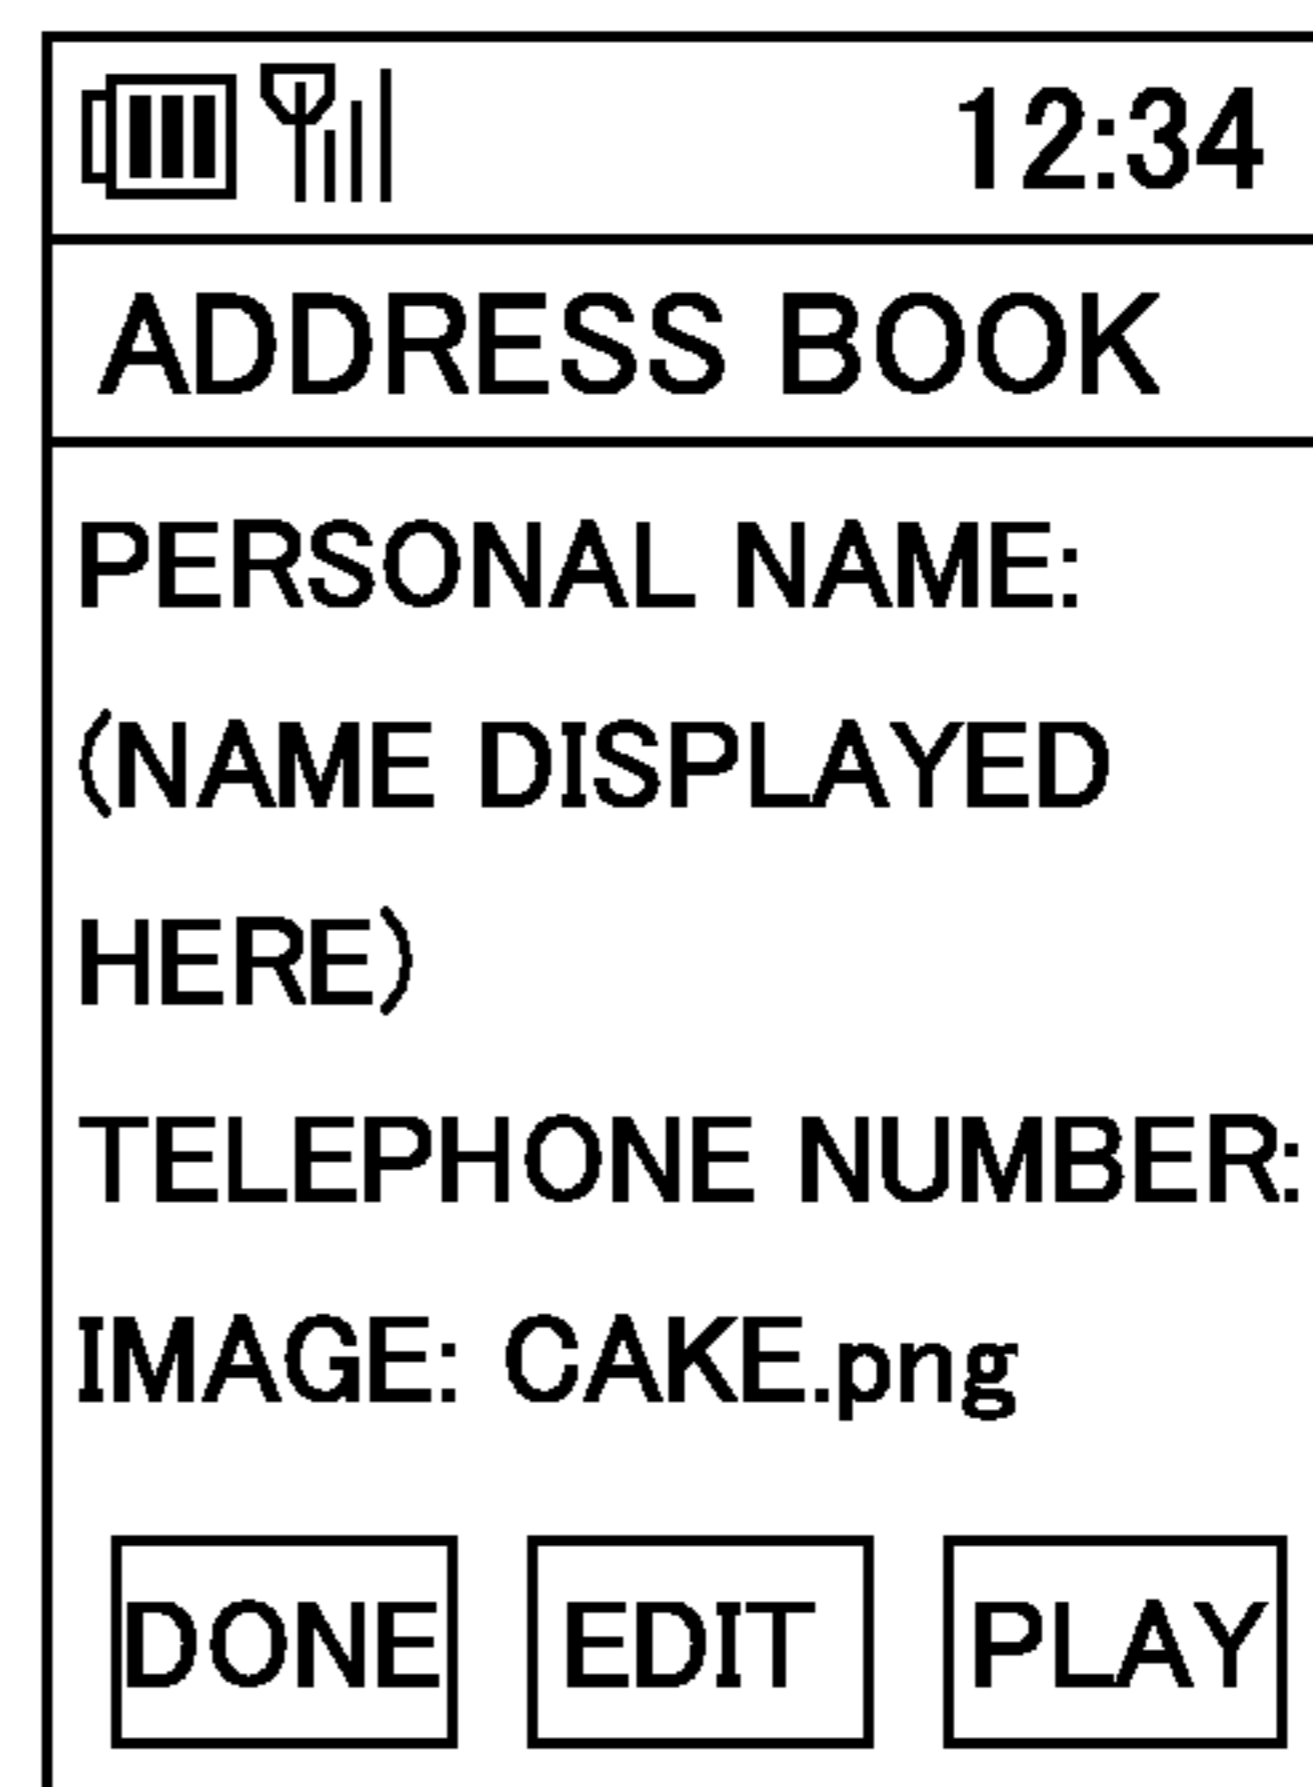 12:34
ADDRESS BOOK
PERSONAL NAME:
(NAME DISPLAYED
HERE)
TELEPHONE NUMBER:
IMAGE: CAKE.png
DONE EDIT PLAY